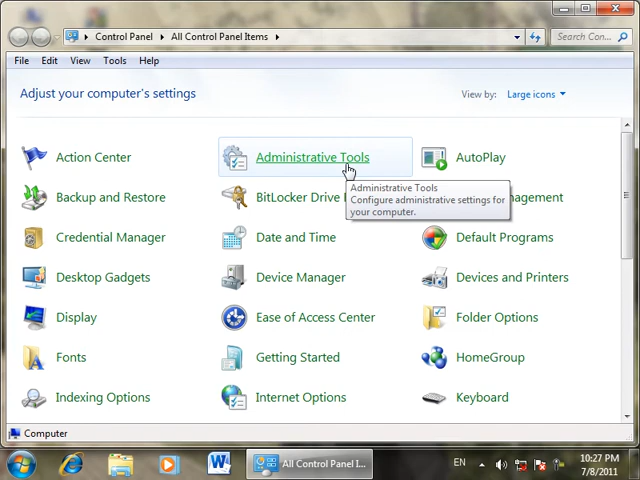 Control Panel
All Control Panel Items
Search Con...
File Edit View Tools Help
Adjust your computer's settings
View by: Large icons
Action Center
Administrative Tools
AutoPlay
Administrative Tools
Configure administrative settings for
your computer.
Backup and Restore
BitLocker Drive
Credential Manager
Date and Time
Default Programs
Desktop Gadgets
Device Manager
Devices and Printers
Display
Ease of Access Center
Folder Options
Fonts
Getting Started
HomeGroup
Indexing Options
Internet Options
Keyboard
Computer
All Control Panel I...
EN
10:27 PM
7/8/2011